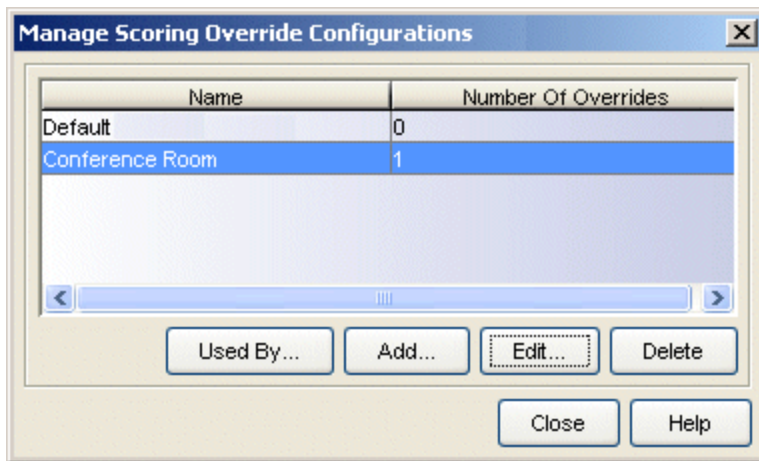 Manage Scoring Override Configurations
Name Number Of Overrides
Default 0
Conference Room 1
Used By... Add... Edit... Delete
Close Help